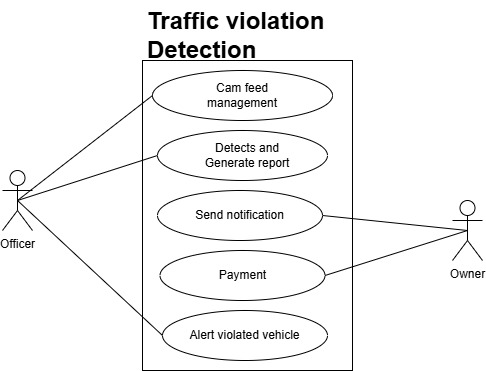 Traffic violation
Detection
Cam feed
management
Detects and
Generate report
Send notification
Officer
Owner
Payment
Alert violated vehicle